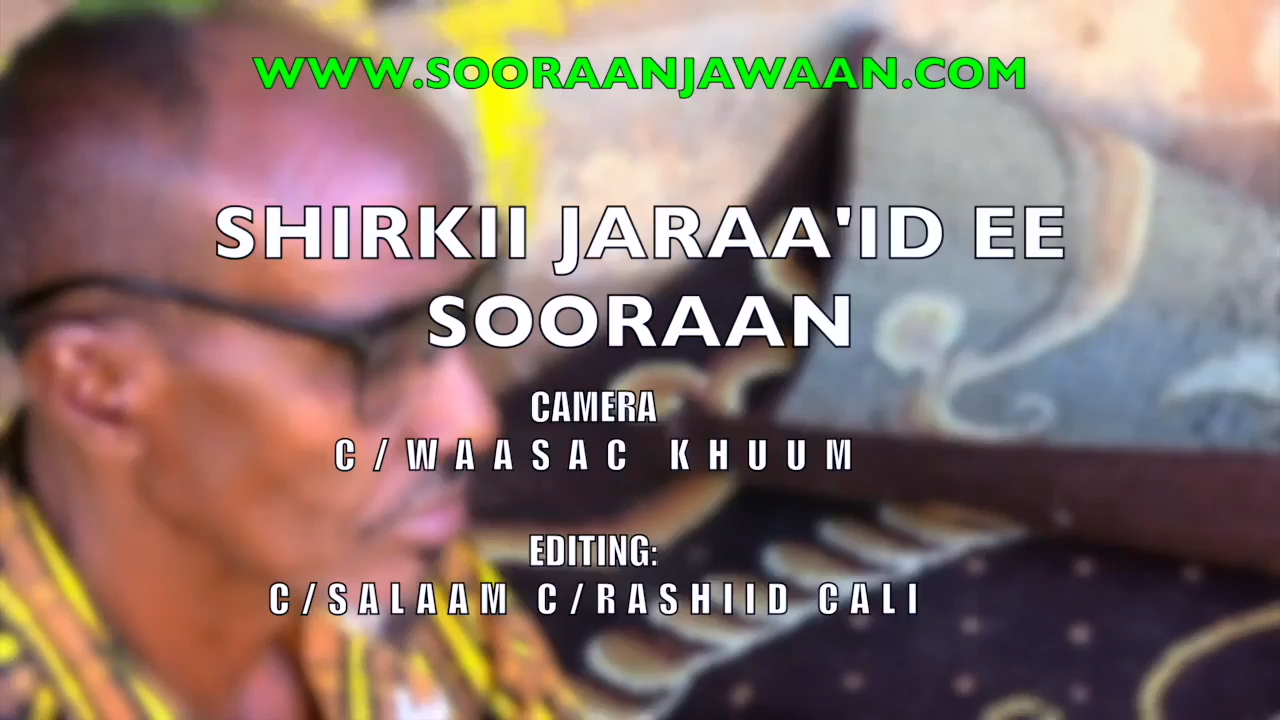 WWW.SOORAANJAWAAN.COM
SHIRKII JARAA'ID EE
SOORAAN
CAMERA
C/WAASAC KHUUM
EDITING:
C/SALAAM C/RASHIID CALI